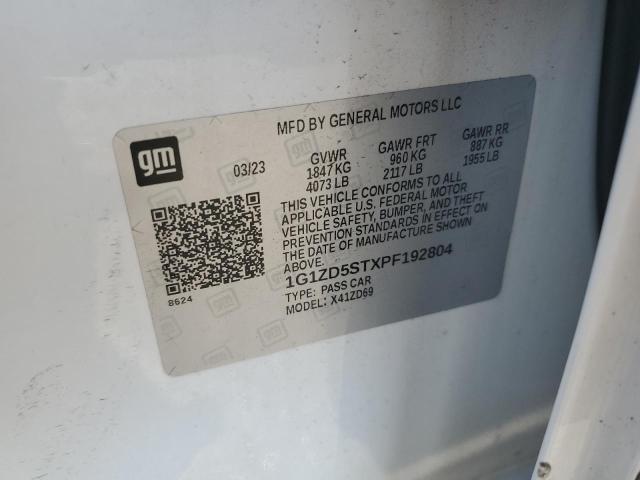 MFD BY GENERAL MOTORS LLC
gm
03/23 GVWR GAWR FRT GAWR RR
1847 KG 960 KG 887 KG
4073 LB 2117 LB 1955 LB
THIS VEHICLE CONFORMS TO ALL
APPLICABLE U.S. FEDERAL MOTOR
VEHICLE SAFETY, BUMPER, AND THEFT
PREVENTION STANDARDS IN EFFECT ON
THE DATE OF MANUFACTURE SHOWN
ABOVE.
1G1ZD5STXPF192804
TYPE: PASS CAR
MODEL: X41ZD69
8624